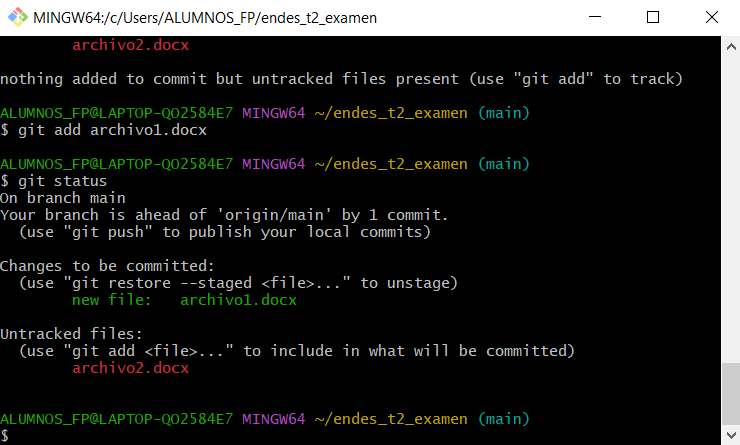 MINGW64:/c/Users/ALUMNOS_FP/endes_t2_examen
archivo2.docx
nothing added to commit but untracked files present (use "git add" to track)
ALUMNOS_FP@LAPTOP-QO2584E7 MINGW64 ~/endes_t2_examen (main)
$ git add archivo1.docx
ALUMNOS_FP@LAPTOP-QO2584E7 MINGW64 ~/endes_t2_examen (main)
$ git status
On branch main
Your branch is ahead of 'origin/main' by 1 commit.
(use "git push" to publish your local commits)
Changes to be committed:
(use "git restore --staged <file>..." to unstage)
new file:   archivo1.docx
Untracked files:
(use "git add <file>..." to include in what will be committed)
archivo2.docx
ALUMNOS_FP@LAPTOP-QO2584E7 MINGW64 ~/endes_t2_examen (main)
$